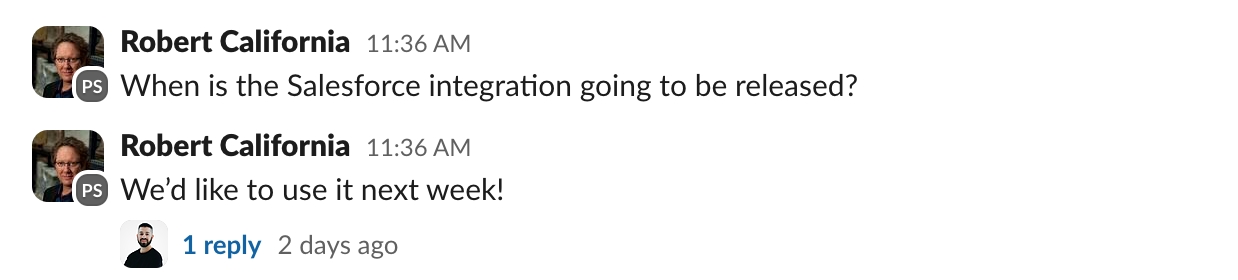 Robert California 11:36 AM
PS When is the Salesforce integration going to be released?
Robert California 11:36 AM
PS We’d like to use it next week!
1 reply 2 days ago